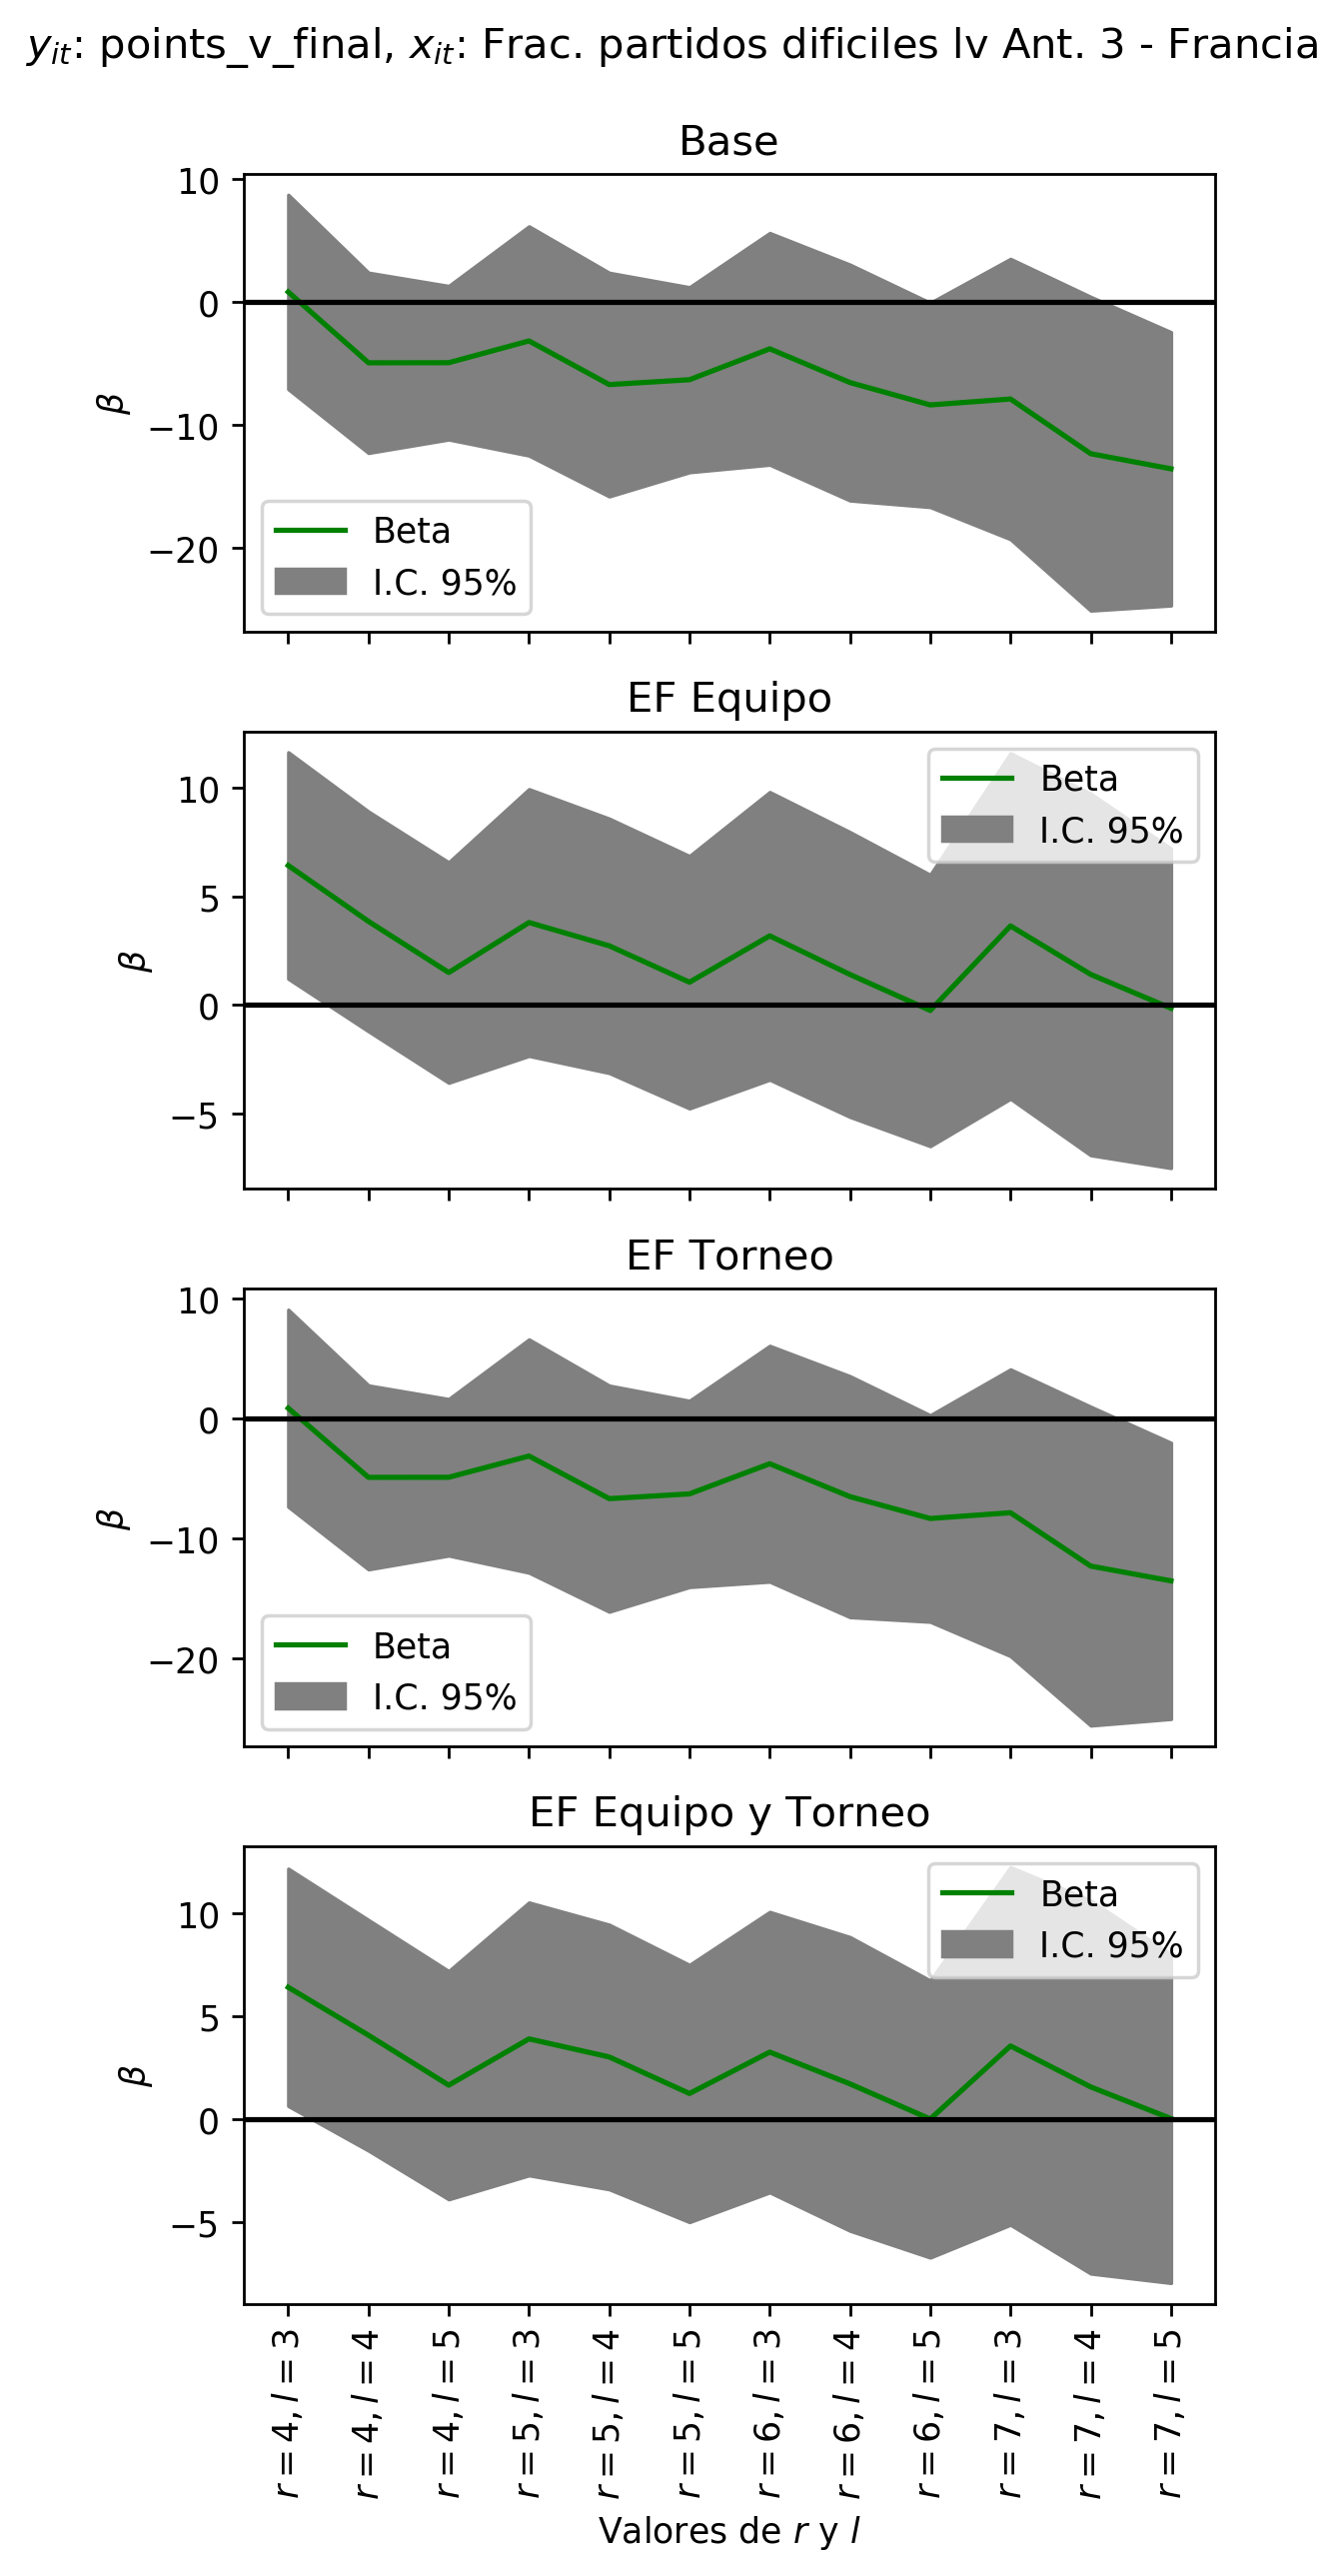 y_it: points_v_final, x_it: Frac. partidos dificiles lv Ant. 3 - Francia
Base
10
0
−10
−20
β
Beta
I.C. 95%
EF Equipo
10
5
0
−5
β
Beta
I.C. 95%
EF Torneo
10
0
−10
−20
β
Beta
I.C. 95%
EF Equipo y Torneo
10
5
0
−5
β
Beta
I.C. 95%
r = 4, l = 3
r = 4, l = 4
r = 4, l = 5
r = 5, l = 3
r = 5, l = 4
r = 5, l = 5
r = 6, l = 3
r = 6, l = 4
r = 6, l = 5
r = 7, l = 3
r = 7, l = 4
r = 7, l = 5
Valores de r y l